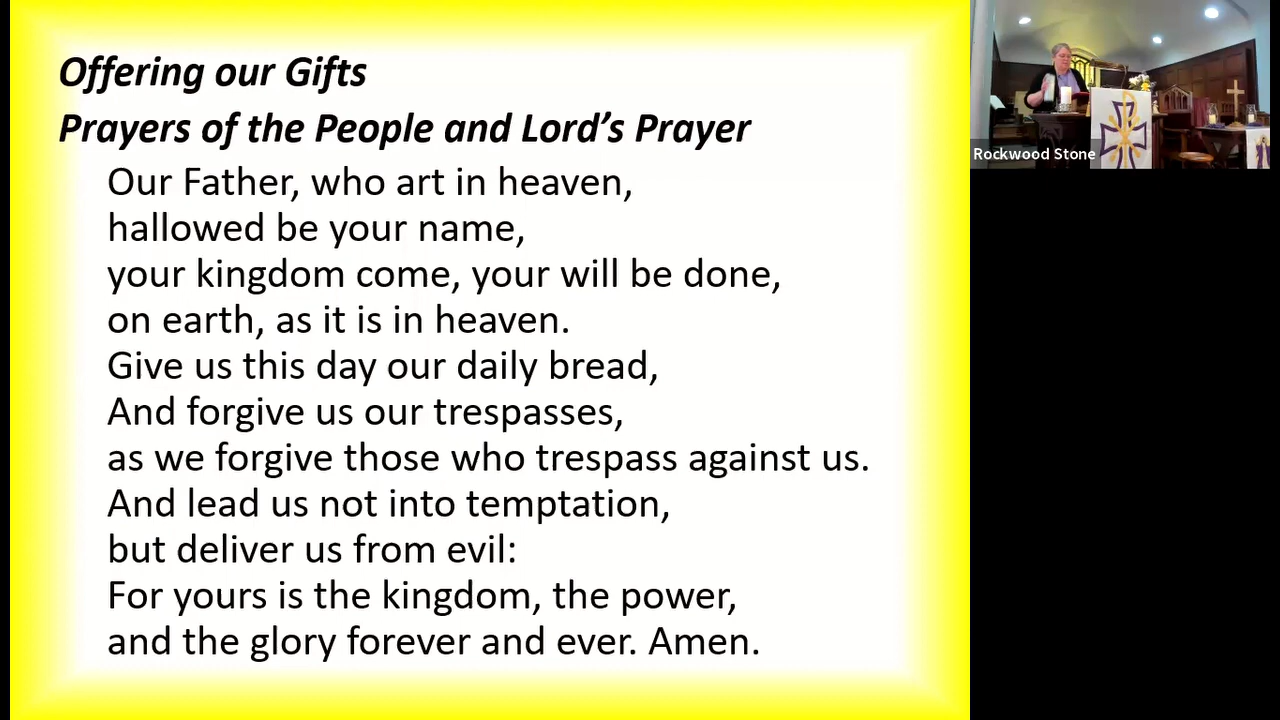 Offering our Gifts
Prayers of the People and Lord’s Prayer
Our Father, who art in heaven,
hallowed be your name,
your kingdom come, your will be done,
on earth, as it is in heaven.
Give us this day our daily bread,
And forgive us our trespasses,
as we forgive those who trespass against us.
And lead us not into temptation,
but deliver us from evil:
For yours is the kingdom, the power,
and the glory forever and ever. Amen.
Rockwood Stone